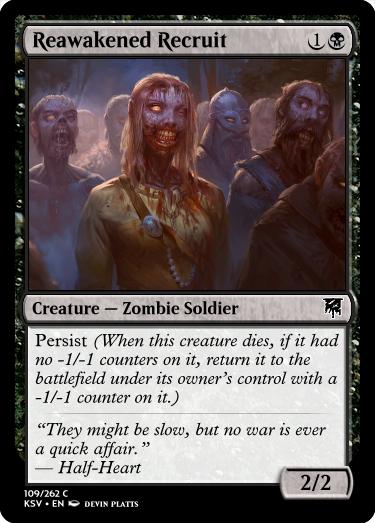 Reawakened Recruit 1
Creature — Zombie Soldier
Persist (When this creature dies, if it had
no -1/-1 counters on it, return it to the
battlefield under its owner's control with a
-1/-1 counter on it.)
“They might be slow, but no war is ever
a quick affair.”
— Half-Heart
2/2
109/262 C
KSV • EN DEVIN PLATTS